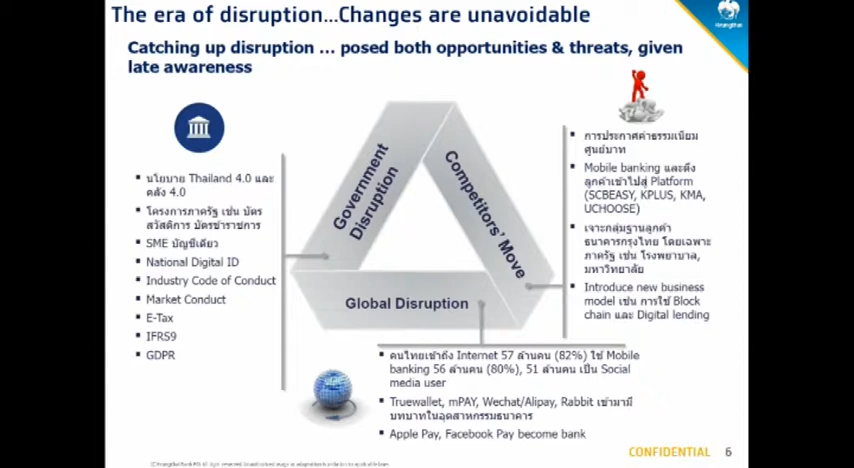 The era of disruption...Changes are unavoidable
Catching up disruption ... posed both opportunities & threats, given
late awareness
นโยบาย Thailand 4.0 และ
คลัง 4.0
โครงการภาครัฐ เช่น บัตร
สวัสดิการ บัตรข้าราชการ
SME บัญชีเดียว
National Digital ID
Industry Code of Conduct
Market Conduct
E-Tax
IFRS9
GDPR
Government
Disruption
Competitors' Move
Global Disruption
การประกาศค่าธรรมเนียม
ศูนย์บาท
Mobile banking และดึง
ลูกค้าเข้าไปสู่ Platform
(SCBEASY, KPLUS, KMA,
UCHOOSE)
เจาะกลุ่มฐานลูกค้า
ธนาคารกรุงไทย โดยเฉพาะ
ภาครัฐ เช่น โรงพยาบาล,
มหาวิทยาลัย
Introduce new business
model เช่น การใช้ Block
chain และ Digital lending
คนไทยเข้าถึง Internet 57 ล้านคน (82%) ใช้ Mobile
banking 56 ล้านคน (80%), 51 ล้านคน เป็น Social
media user
Truewallet, mPAY, Wechat/Alipay, Rabbit เข้ามามี
บทบาทในอุตสาหกรรมธนาคาร
Apple Pay, Facebook Pay become bank
CONFIDENTIAL 6